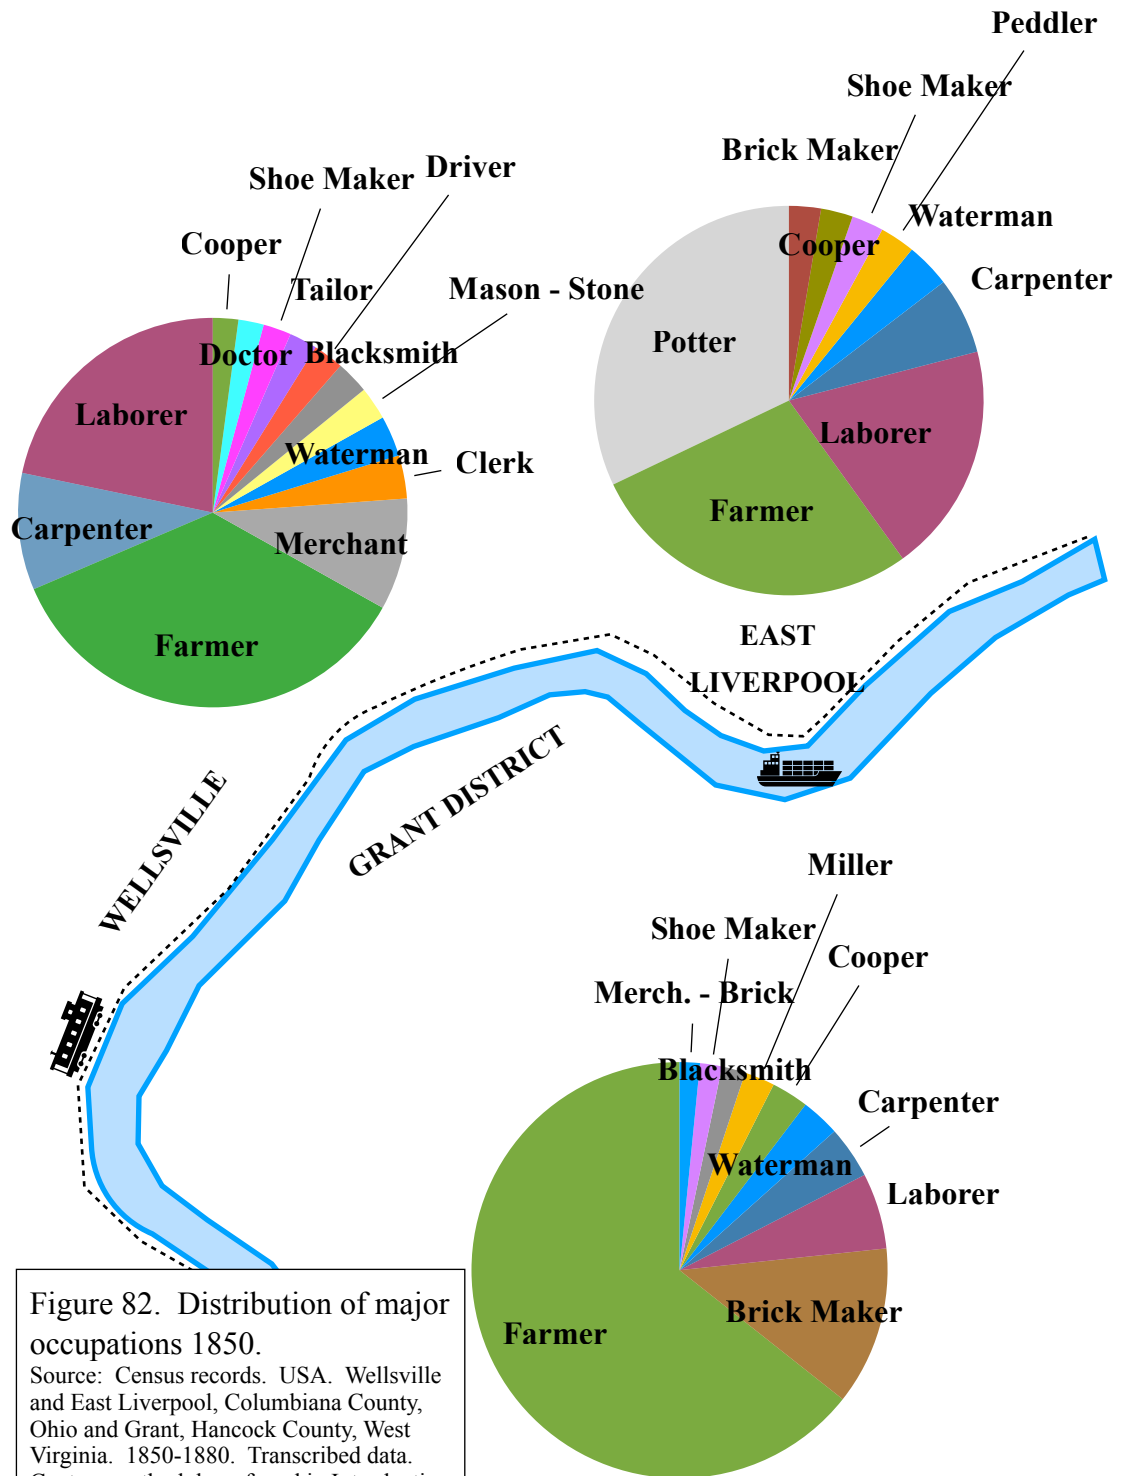 Peddler
Shoe Maker
Brick Maker
Waterman
Cooper
Carpenter
Potter
Laborer
Farmer
Driver
Shoe Maker
Cooper
Tailor
Mason - Stone
Doctor
Blacksmith
Laborer
Waterman
Clerk
Carpenter
Merchant
Farmer
EAST
LIVERPOOL
GRANT DISTRICT
WELLSVILLE
Miller
Shoe Maker
Cooper
Merch. - Brick
Blacksmith
Carpenter
Waterman
Laborer
Brick Maker
Farmer
Figure 82. Distribution of major
occupations 1850.
Source: Census records. USA. Wellsville
and East Liverpool, Columbiana County,
Ohio and Grant, Hancock County, West
Virginia. 1850-1880. Transcribed data.